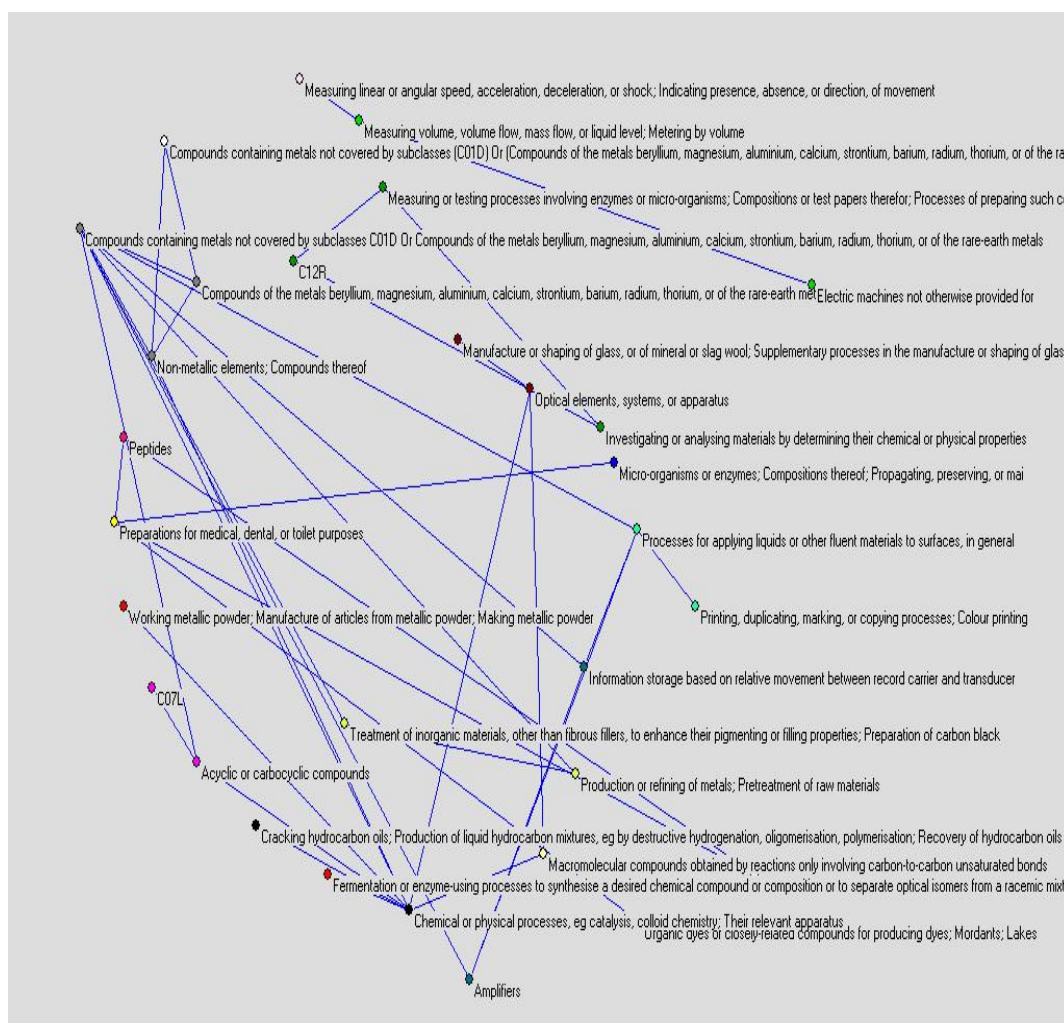 Measuring linear or angular speed, acceleration, deceleration, or shock; Indicating presence, absence, or direction, of movement
Measuring volume, volume flow, mass flow, or liquid level; Metering by volume
Compounds containing metals not covered by subclasses (C01D) Or (Compounds of the metals beryllium, magnesium, aluminium, calcium, strontium, barium, radium, thorium, or of the ra
Measuring or testing processes involving enzymes or micro-organisms; Compositions or test papers therefor; Processes of preparing such c
Compounds containing metals not covered by subclasses C01D Or Compounds of the metals beryllium, magnesium, aluminium, calcium, strontium, barium, radium, thorium, or of the rare-earth metals
C12R
Compounds of the metals beryllium, magnesium, aluminium, calcium, strontium, barium, radium, thorium, or of the rare-earth met
Electric machines not otherwise provided for
Manufacture or shaping of glass, or of mineral or slag wool; Supplementary processes in the manufacture or shaping of glas
Non-metallic elements; Compounds thereof
Optical elements, systems, or apparatus
Investigating or analysing materials by determining their chemical or physical properties
Peptides
Micro-organisms or enzymes; Compositions thereof; Propagating, preserving, or mai
Preparations for medical, dental, or toilet purposes
Processes for applying liquids or other fluent materials to surfaces, in general
Working metallic powder; Manufacture of articles from metallic powder; Making metallic powder
Printing, duplicating, marking, or copying processes; Colour printing
Information storage based on relative movement between record carrier and transducer
C07L
Treatment of inorganic materials, other than fibrous fillers, to enhance their pigmenting or filling properties; Preparation of carbon black
Acyclic or carbocyclic compounds
Production or refining of metals; Pretreatment of raw materials
Cracking hydrocarbon oils; Production of liquid hydrocarbon mixtures, eg by destructive hydrogenation, oligomerisation, polymerisation; Recovery of hydrocarbon oils
Macromolecular compounds obtained by reactions only involving carbon-to-carbon unsaturated bonds
Fermentation or enzyme-using processes to synthesise a desired chemical compound or composition or to separate optical isomers from a racemic mixt
Chemical or physical processes, eg catalysis, colloid chemistry; Their relevant apparatus
Organic dyes or closely-related compounds for producing dyes; Mordants; Lakes
Amplifiers